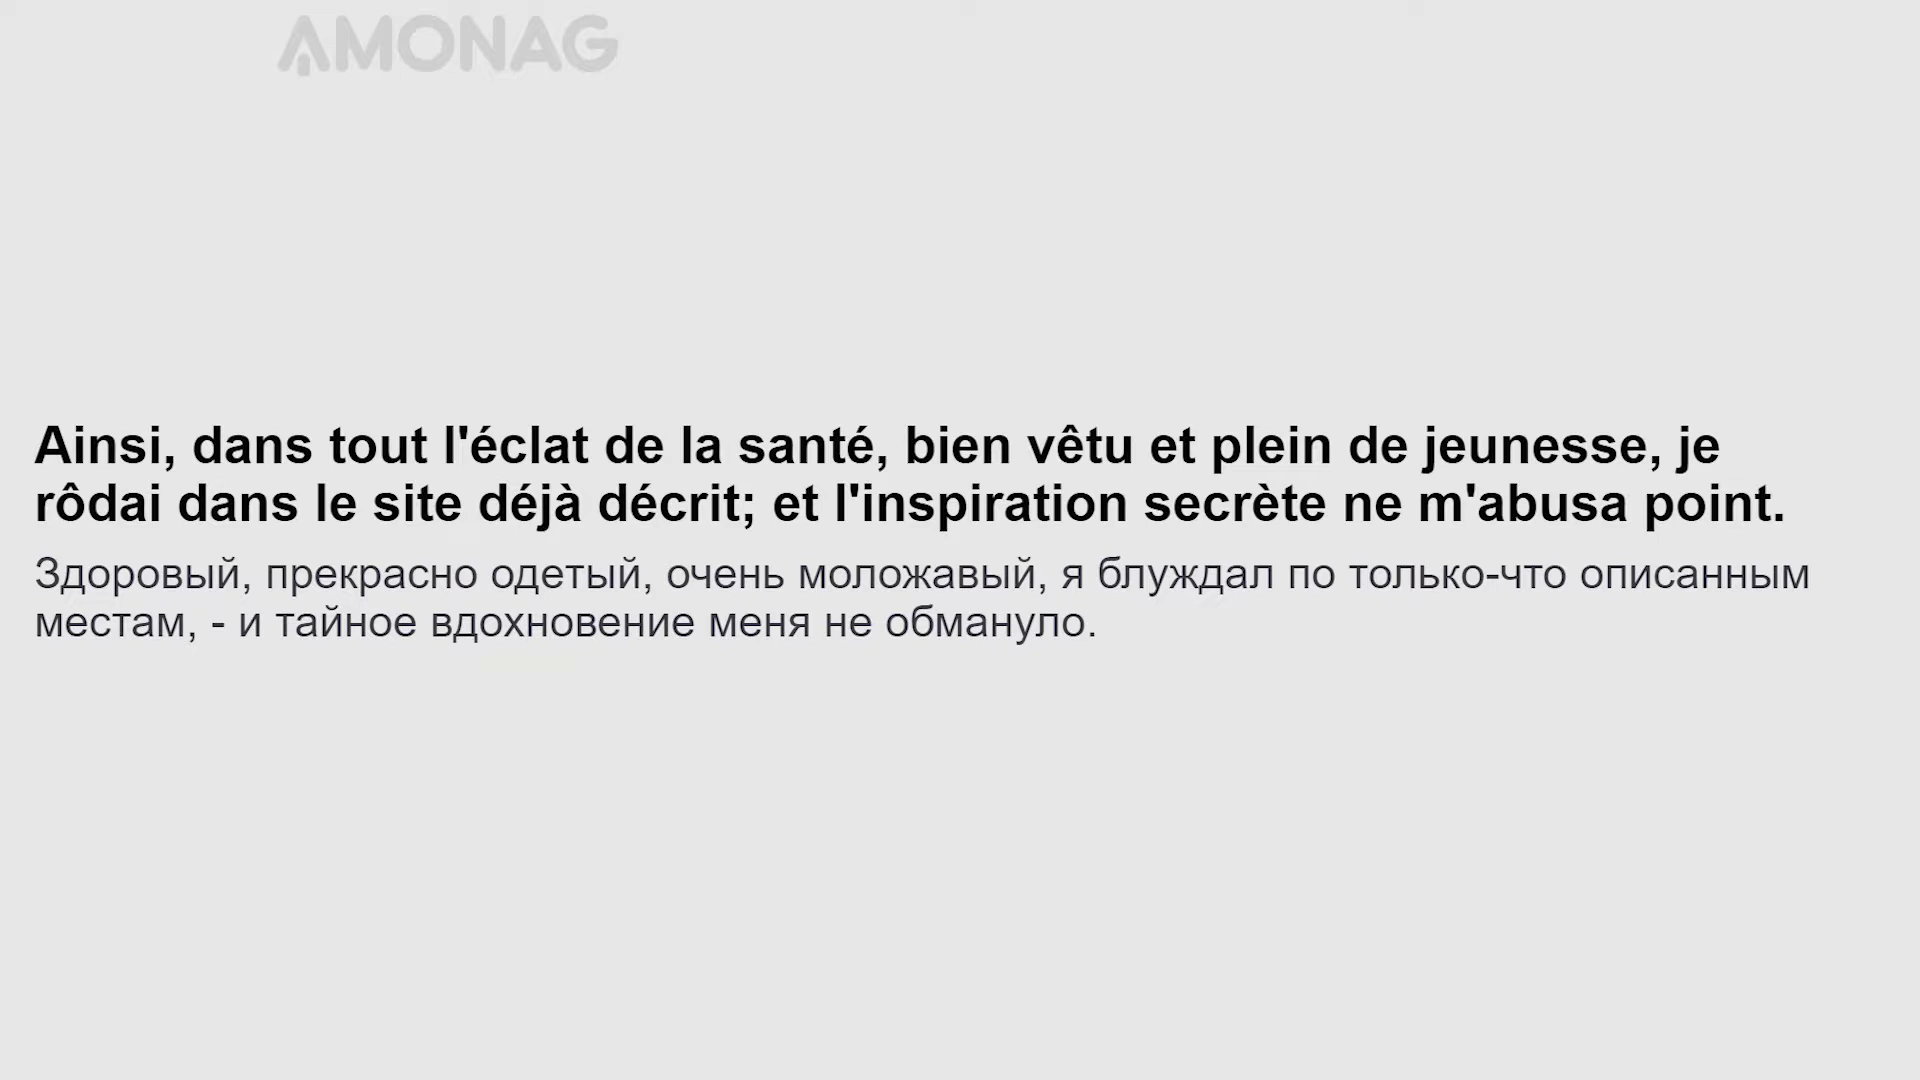 AMONAG
Ainsi, dans tout l'éclat de la santé, bien vêtu et plein de jeunesse, je
rôdai dans le site déjà décrit; et l'inspiration secrète ne m'abusa point.
Здоровый, прекрасно одетый, очень моложавый, я блуждал по только-что описанным
местам, - и тайное вдохновение меня не обмануло.